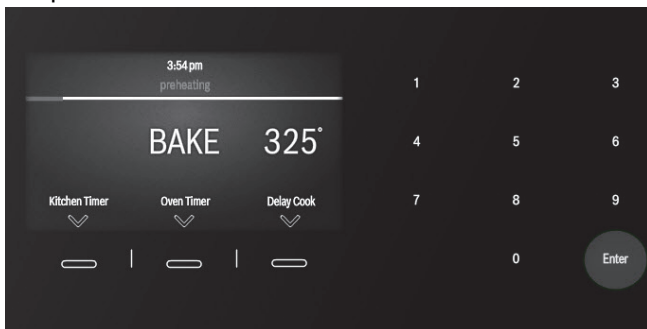 3:54 pm
preheating
BAKE 325°
Kitchen Timer Oven Timer Delay Cook
1 2 3
4 5 6
7 8 9
0 Enter